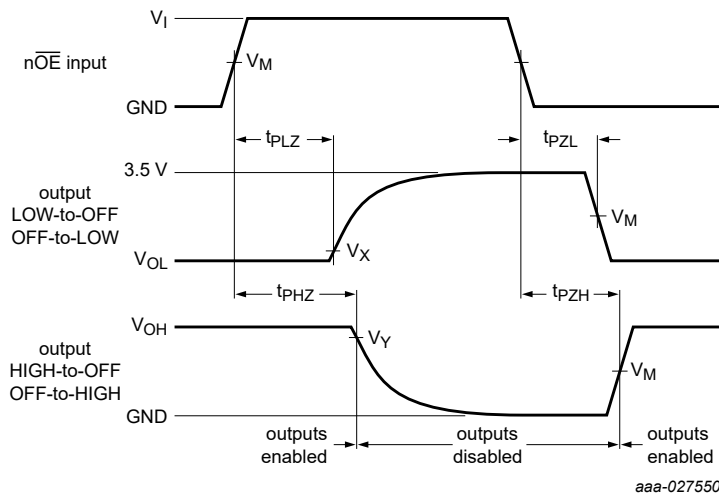 V_I
nOE input
V_M
GND
t_PLZ
t_PZL
3.5 V
output
LOW-to-OFF
OFF-to-LOW
V_M
V_X
V_OL
t_PHZ
t_PZH
V_OH
V_Y
output
HIGH-to-OFF
OFF-to-HIGH
V_M
GND
outputs
enabled
outputs
disabled
outputs
enabled
aaa-027550